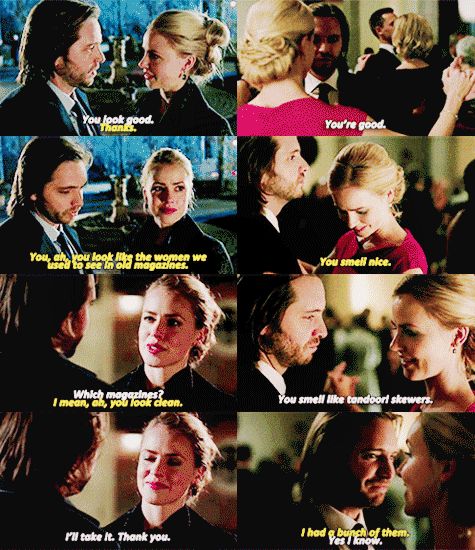 You look good.
Thanks.
You're good.
You, ah, you look like the women we
used to see in old magazines.
You smell nice.
Which magazines?
I mean, ah, you look clean.
You smell like tandoori skewers.
I'll take it. Thank you.
I had a bunch of them.
Yes I know.